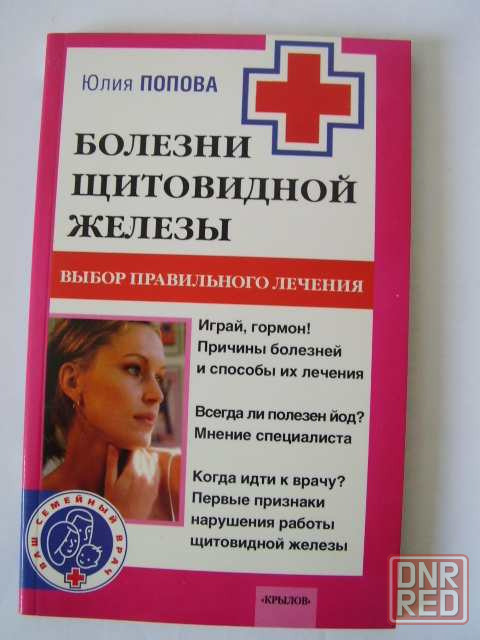 Юлия ПОПОВА
БОЛЕЗНИ
ЩИТОВИДНОЙ
ЖЕЛЕЗЫ
ВЫБОР ПРАВИЛЬНОГО ЛЕЧЕНИЯ
Играй, гормон!
Причины болезней
и способы их лечения
Всегда ли полезен йод?
Мнение специалиста
Когда идти к врачу?
Первые признаки
нарушения работы
щитовидной железы
ВАШ СЕМЕЙНЫЙ ВРАЧ
«КРЫЛОВ»
DNR
RED